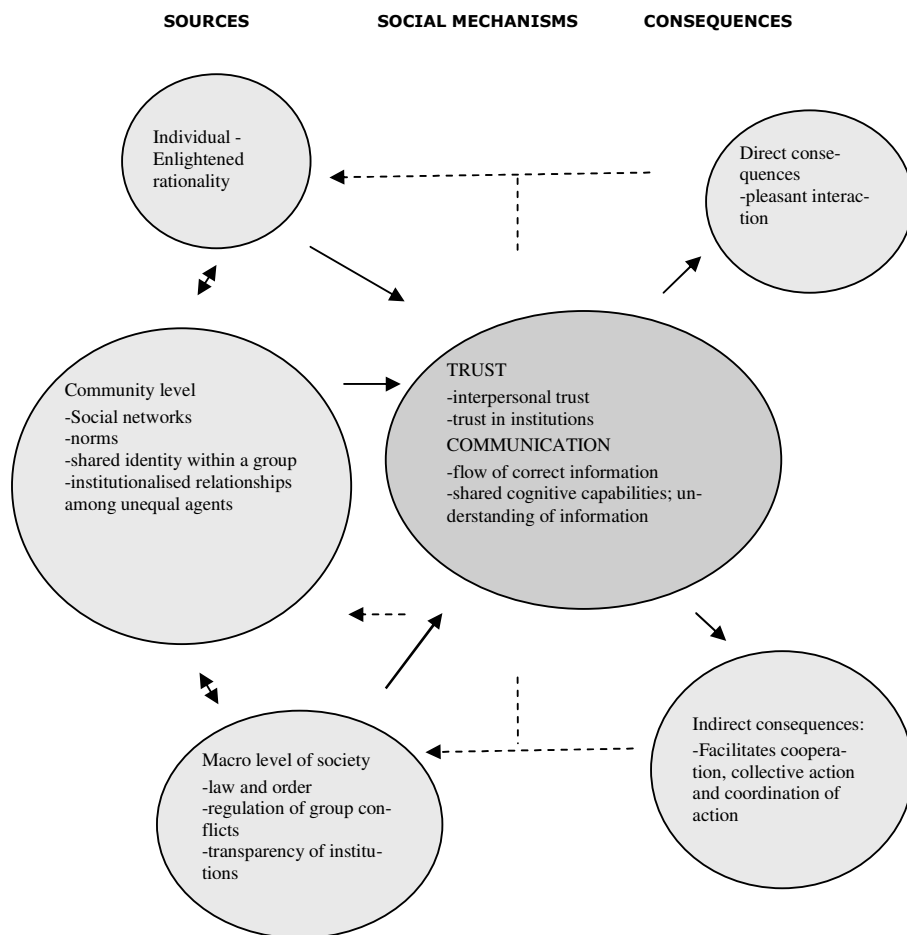 SOURCES
SOCIAL MECHANISMS
CONSEQUENCES
Individual -
Enlightened
rationality
Direct conse-
quences
-pleasant interac-
tion
Community level
-Social networks
-norms
-shared identity within a group
-institutionalised relationships
among unequal agents
TRUST
-interpersonal trust
-trust in institutions
COMMUNICATION
-flow of correct information
-shared cognitive capabilities; un-
derstanding of information
Macro level of society
-law and order
-regulation of group con-
flicts
-transparency of institu-
tions
Indirect consequences:
-Facilitates coopera-
tion, collective action
and coordination of
action